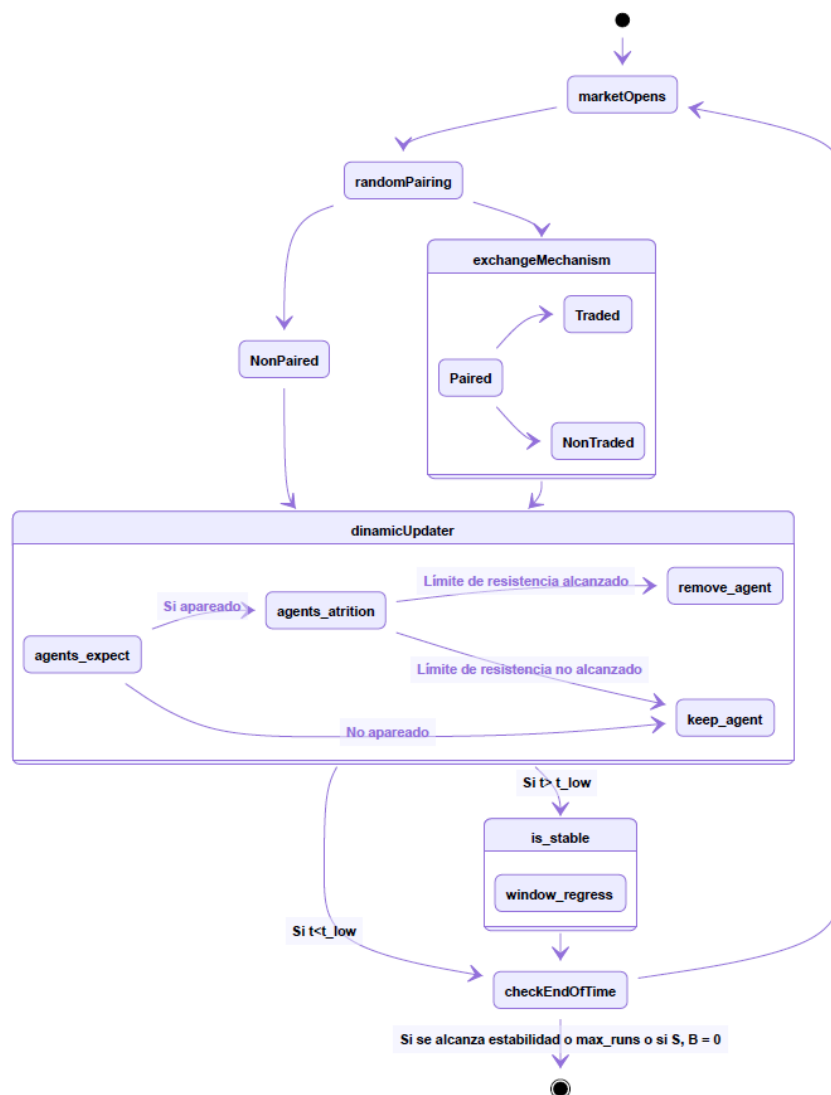 marketOpens
randomPairing
exchangeMechanism
Traded
NonPaired
Paired
NonTraded
dinamicUpdater
Límite de resistencia alcanzado
remove_agent
Si apareado
agents_atrition
agents_expect
Límite de resistencia no alcanzado
keep_agent
No apareado
Si t> t_low
is_stable
window_regress
Si t<t_low
checkEndOfTime
Si se alcanza estabilidad o max_runs o si S, B = 0